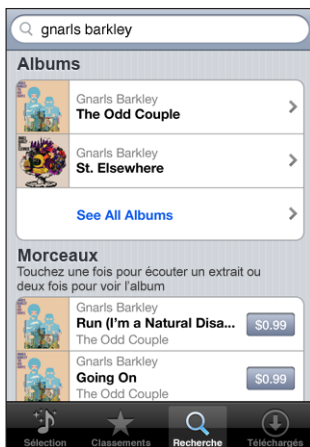 gnarls barkley
Albums
Gnarls Barkley
The Odd Couple
Gnarls Barkley
St. Elsewhere
See All Albums
Morceaux
Touchez une fois pour écouter un extrait ou
deux fois pour voir l'album
Gnarls Barkley
Run (I'm a Natural Disa... $0.99
The Odd Couple
Gnarls Barkley
Going On $0.99
The Odd Couple
Sélection Classements Recherche Téléchargés